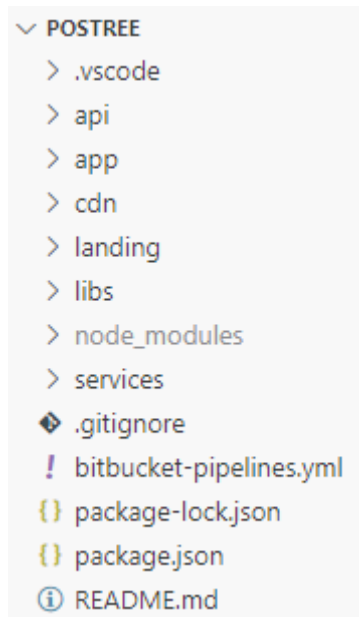 POSTREE
.vscode
api
app
cdn
landing
libs
node_modules
services
.gitignore
! bitbucket-pipelines.yml
{} package-lock.json
{} package.json
README.md